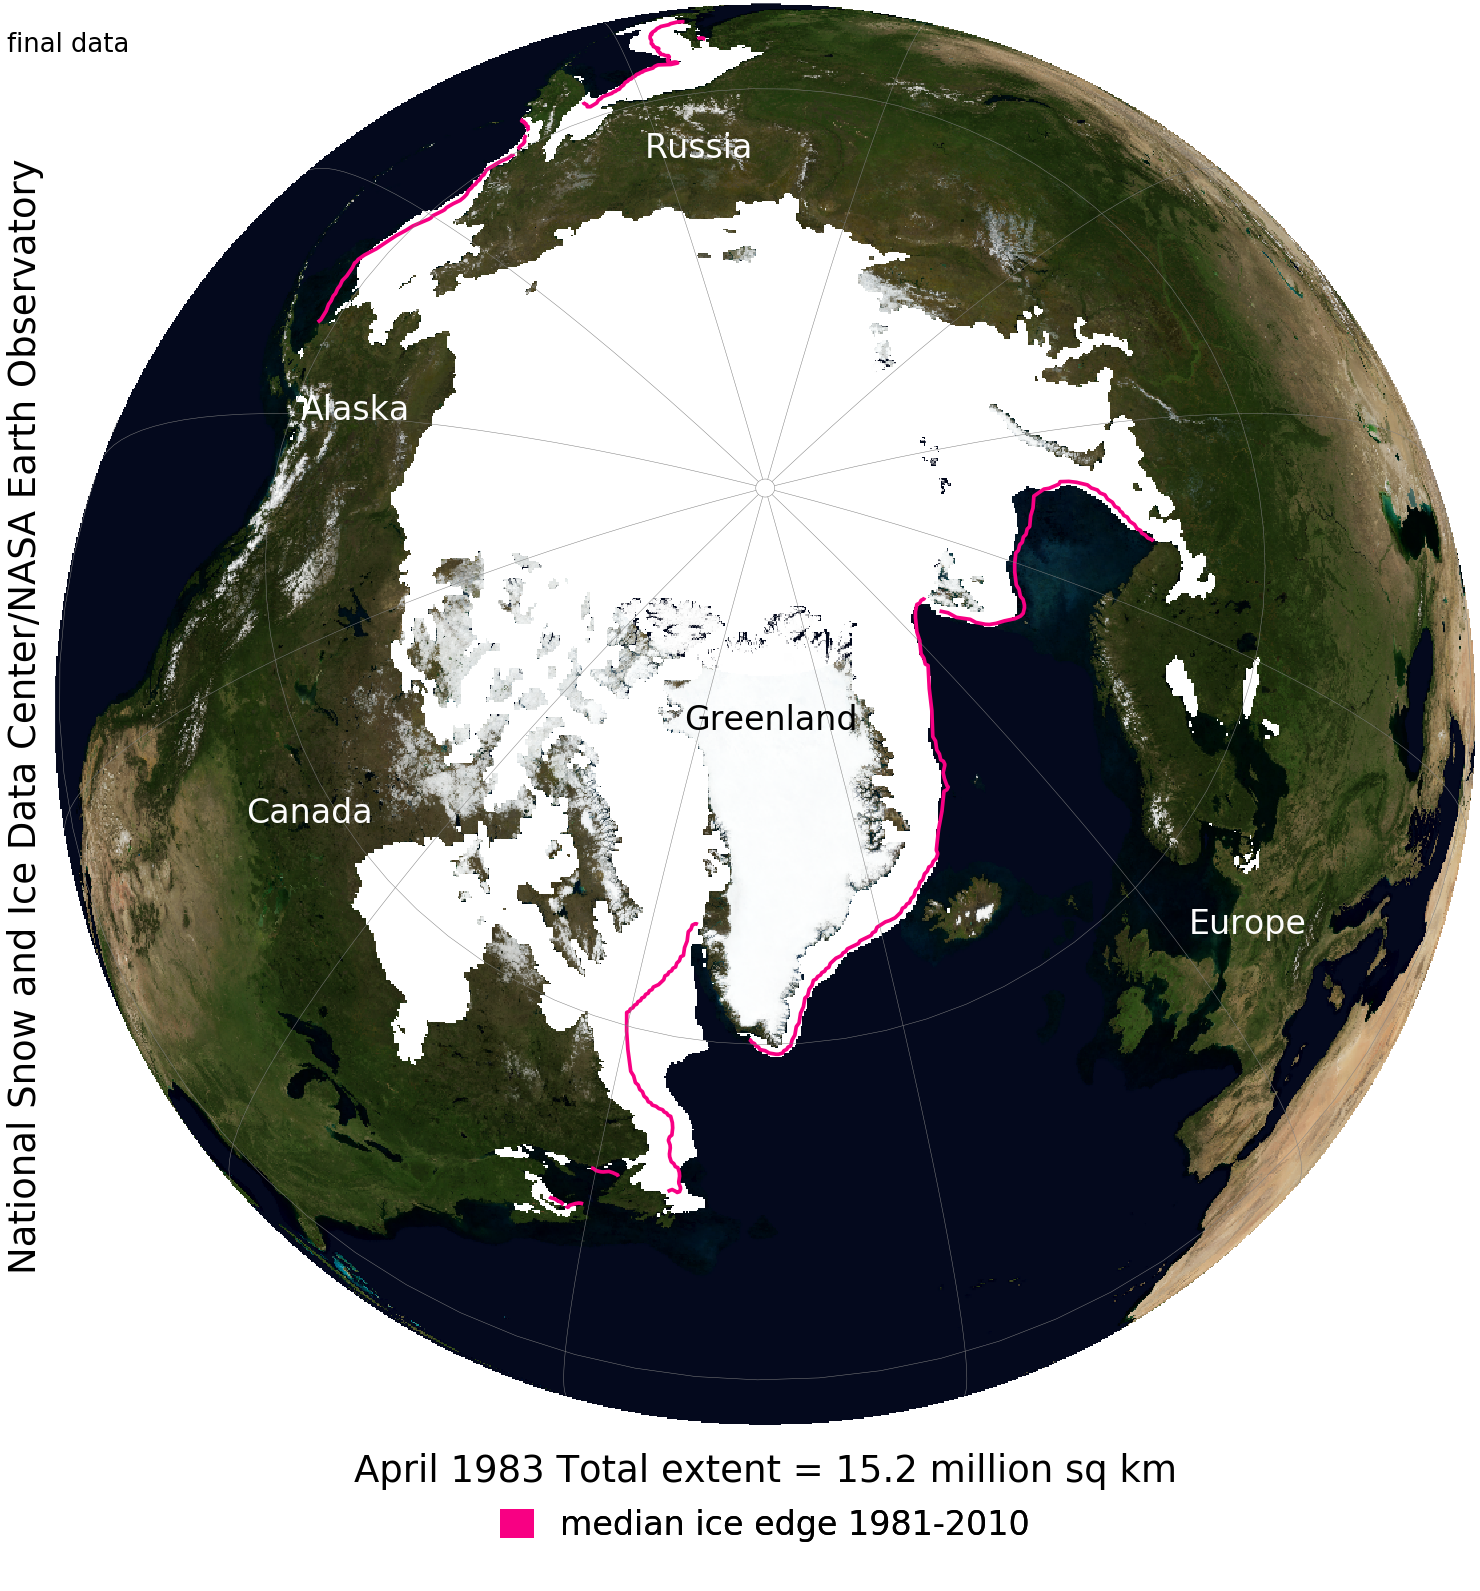 final data
National Snow and Ice Data Center/NASA Earth Observatory
Russia
Alaska
Greenland
Canada
Europe
April 1983 Total extent = 15.2 million sq km
median ice edge 1981-2010